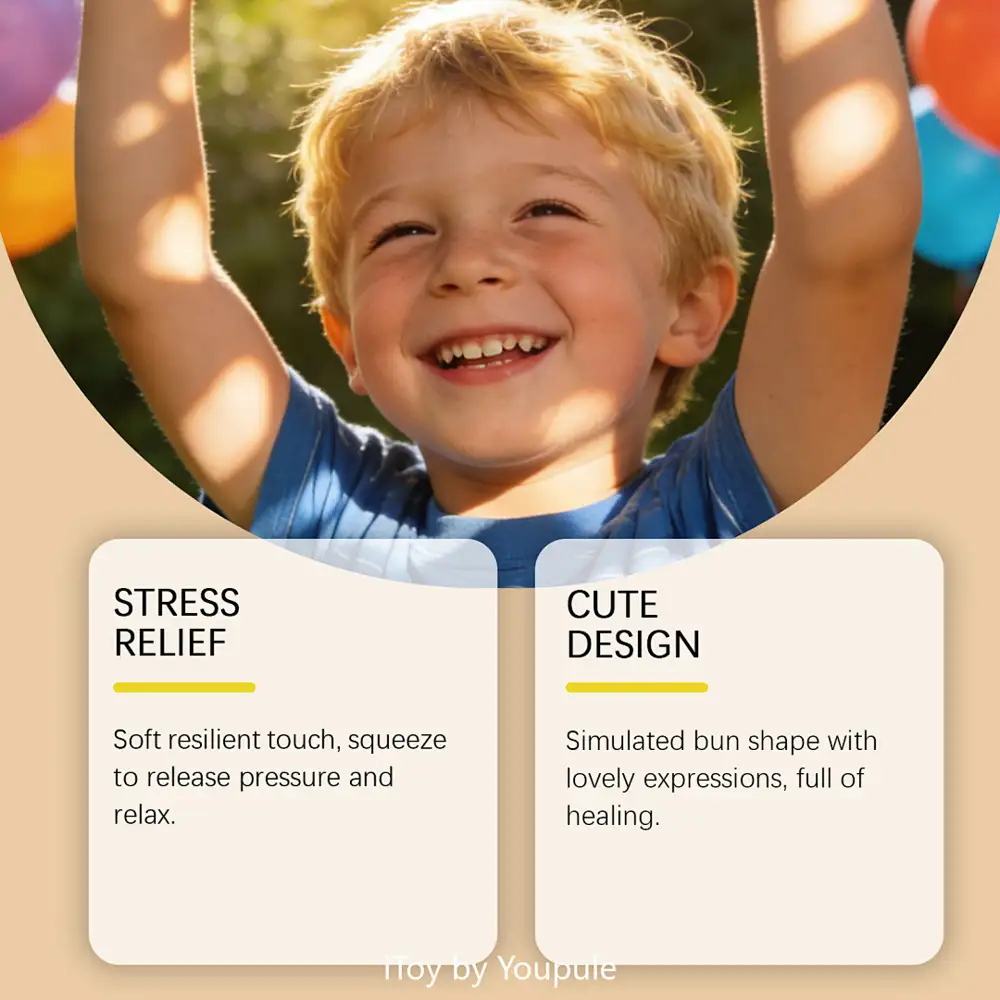 STRESS
RELIEF
Soft resilient touch, squeeze
to release pressure and
relax.
CUTE
DESIGN
Simulated bun shape with
lovely expressions, full of
healing.
iToy by Youpule